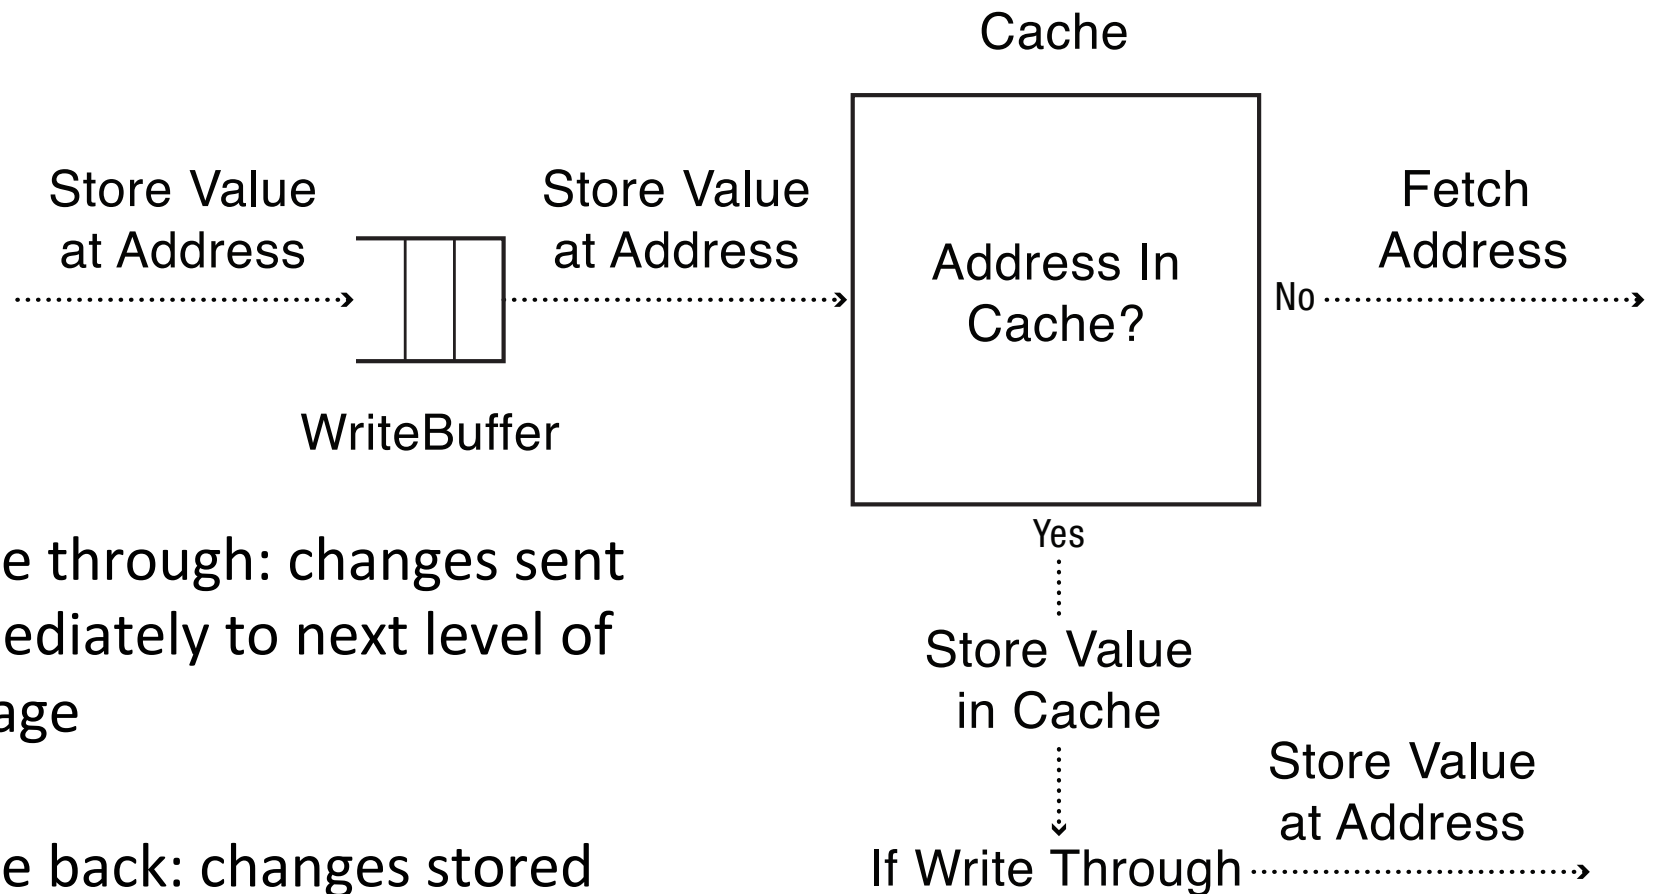 Cache
Store Value
at Address
Store Value
at Address
WriteBuffer
Address In
Cache?
No
Fetch
Address
Yes
Store Value
in Cache
If Write Through
Store Value
at Address
e through: changes sent
ediately to next level of
age
e back: changes stored